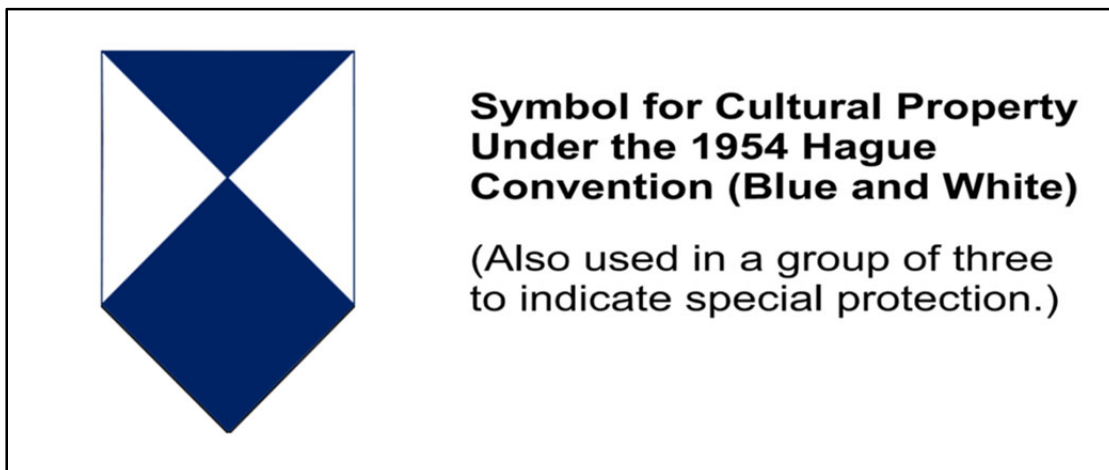 Symbol for Cultural Property
Under the 1954 Hague
Convention (Blue and White)
(Also used in a group of three
to indicate special protection.)